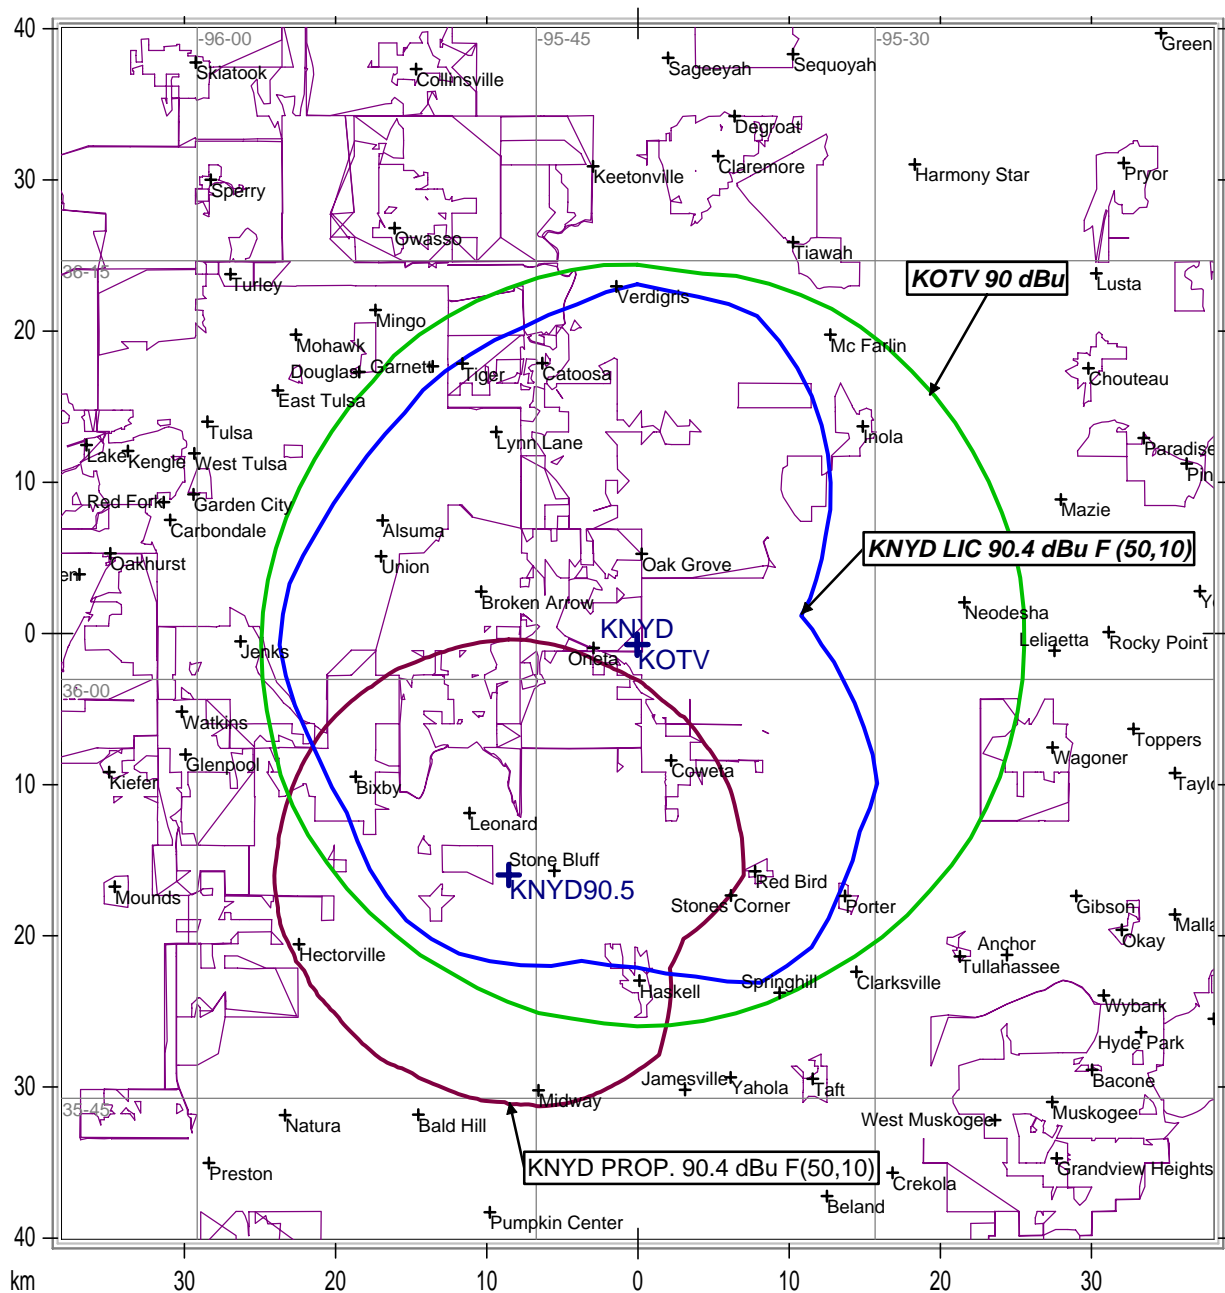 40
-96-00
-95-45
-95-30
Green
Skiatook
Collinsville
Sageeyah
Sequoyah
Degroat
Claremore
30
Keetonville
Harmony Star
Pryor
Sperry
Owasso
Tiawah
36-15
Turley
KOTV 90 dBu
Lusta
Verdigris
Mingo
20
Mohawk
Mc Farlin
Douglas
Garnett
Tiger
Catoosa
Chouteau
East Tulsa
Tulsa
Lynn Lane
Inola
Lake
Kengle
West Tulsa
Paradise
Pin
10
Red Fork
Garden City
Mazie
Carbondale
Alsuma
KNYD LIC 90.4 dBu F (50,10)
Oakhurst
Union
Oak Grove
er
Broken Arrow
Neodesha
Y
0
KNYD
Jenks
Oneta
KOTV
Leliaetta
Rocky Point
36-00
Watkins
Toppers
Glenpool
Wagoner
Kiefer
Bixby
Coweta
Taylo
10
Leonard
Stone Bluff
KNYD90.5
Red Bird
Mounds
Stones Corner
Porter
Gibson
Malla
20
Hectorville
Anchor
Okay
Tullahassee
Haskell
Springhill
Clarksville
Wybark
Hyde Park
30
Jamesville
Yahola
Taft
Bacone
Midway
35-45
Natura
Bald Hill
West Muskogee
Muskogee
Preston
KNYD PROP. 90.4 dBu F(50,10)
Crekola
Grandview Heights
Beland
Pumpkin Center
40
km
30
20
10
0
10
20
30